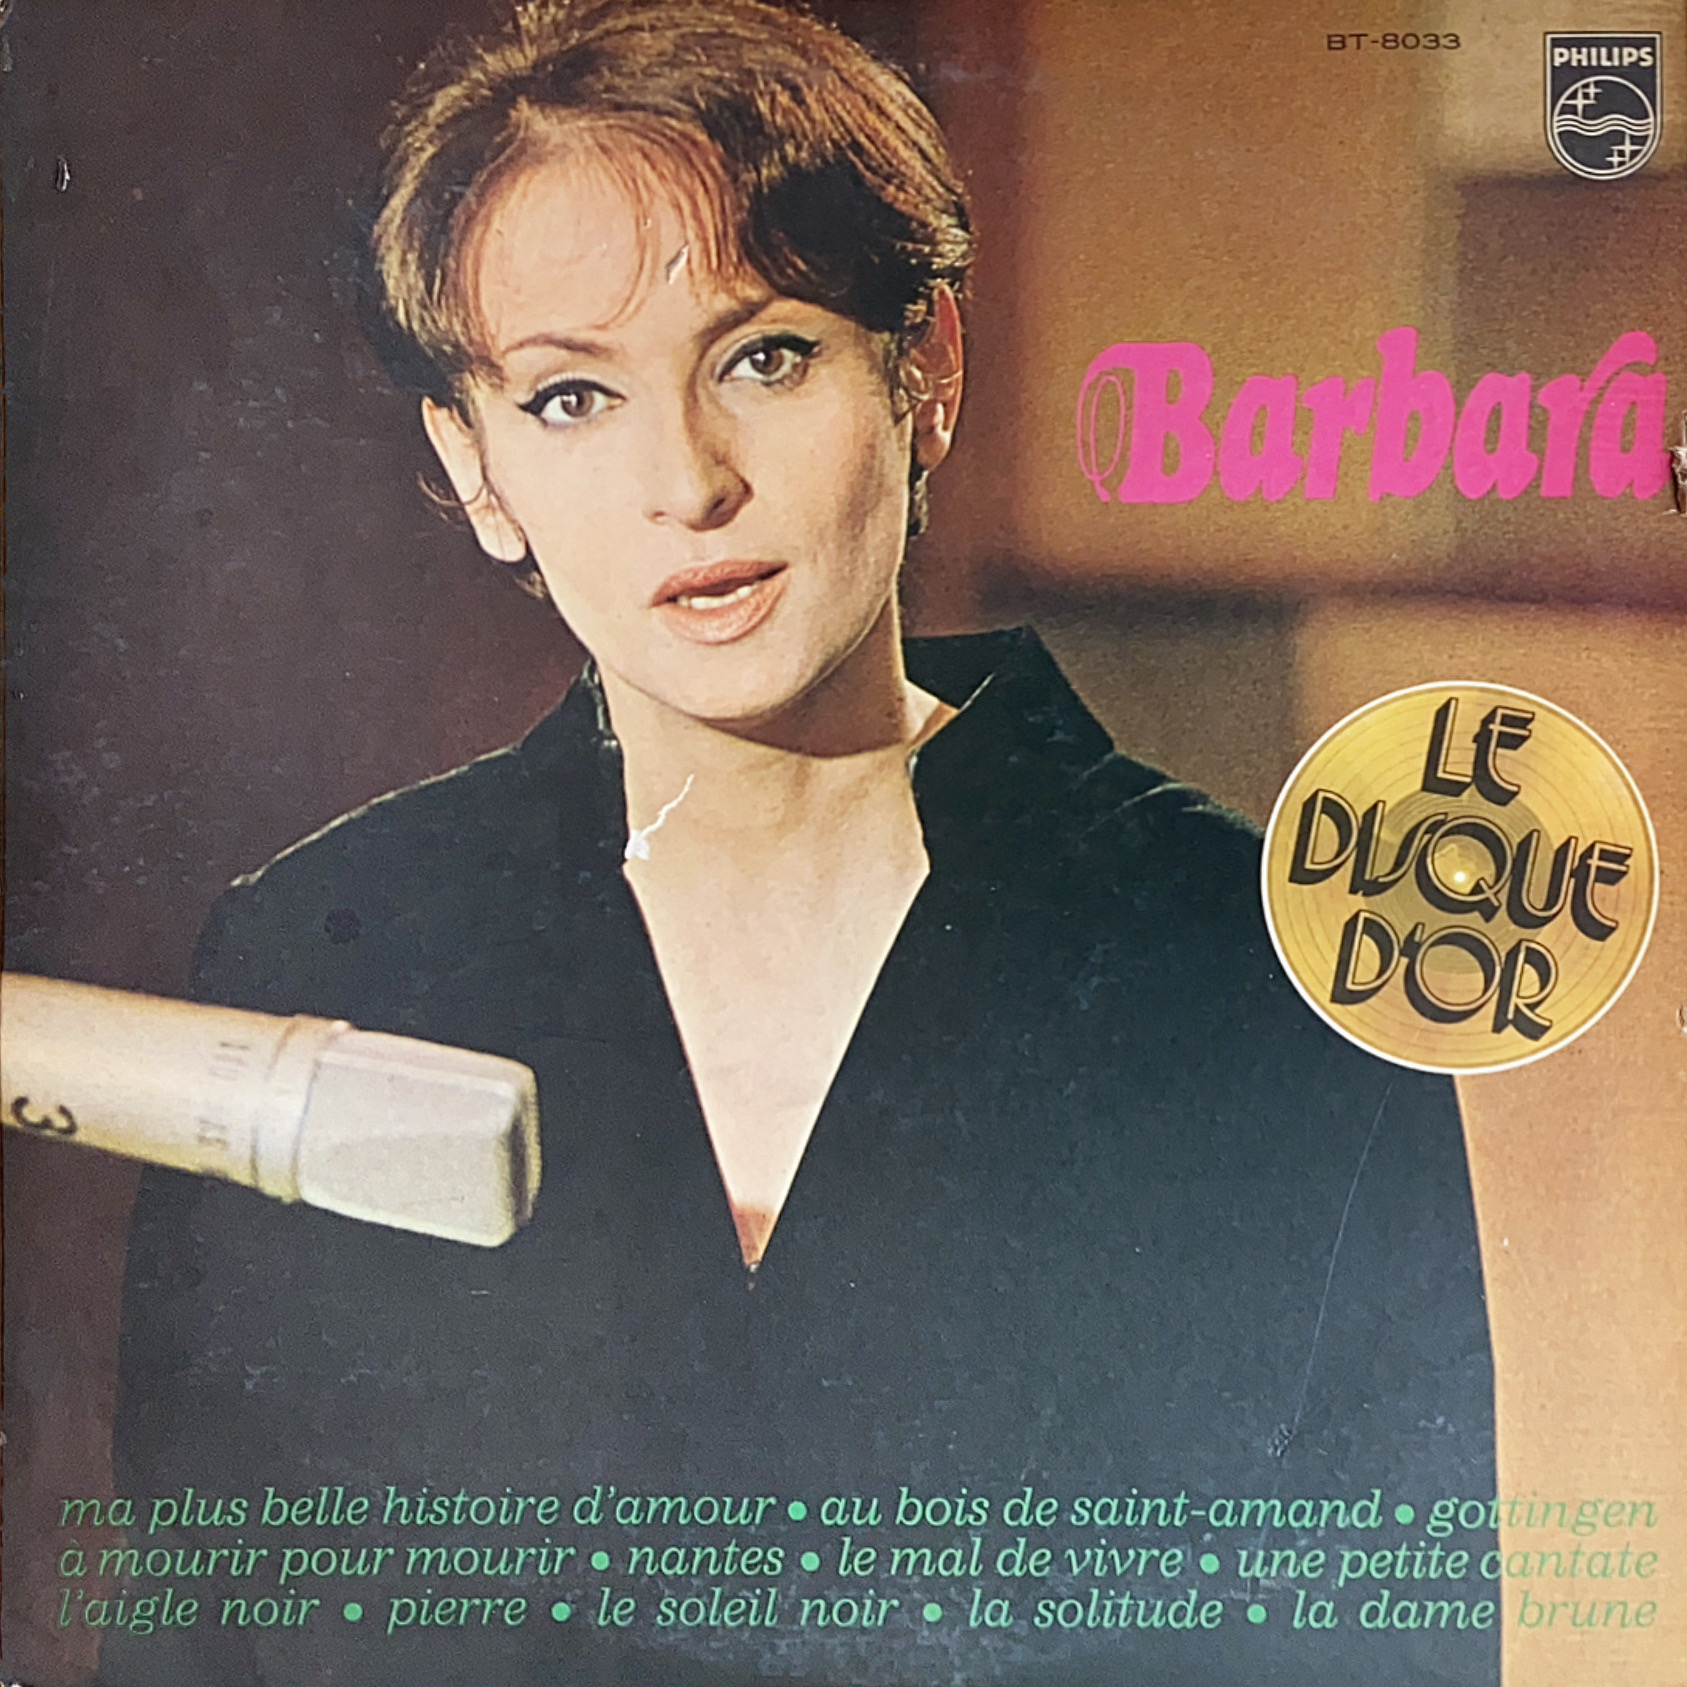 BT-8033
PHILIPS
Barbara
LE
DISQUE
D'OR
3
ma plus belle histoire d'amour • au bois de saint-amand • gottingen
à mourir pour mourir • nantes • le mal de vivre • une petite cantate
l'aigle noir • pierre • le soleil noir • la solitude • la dame brune